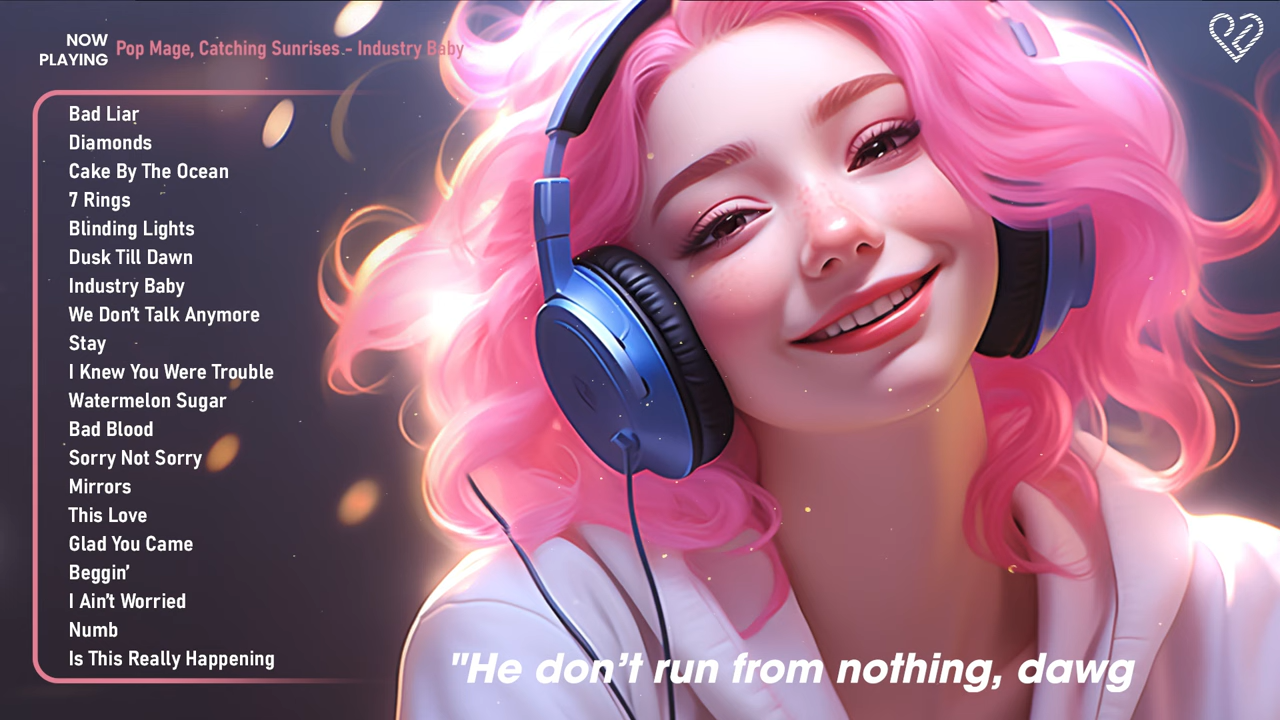 NOW
PLAYING
Pop Mage, Catching Sunrises - Industry Baby
Bad Liar
Diamonds
Cake By The Ocean
7 Rings
Blinding Lights
Dusk Till Dawn
Industry Baby
We Don't Talk Anymore
Stay
I Knew You Were Trouble
Watermelon Sugar
Bad Blood
Sorry Not Sorry
Mirrors
This Love
Glad You Came
Beggin'
I Ain't Worried
Numb
Is This Really Happening
"He don't run from nothing, dawg